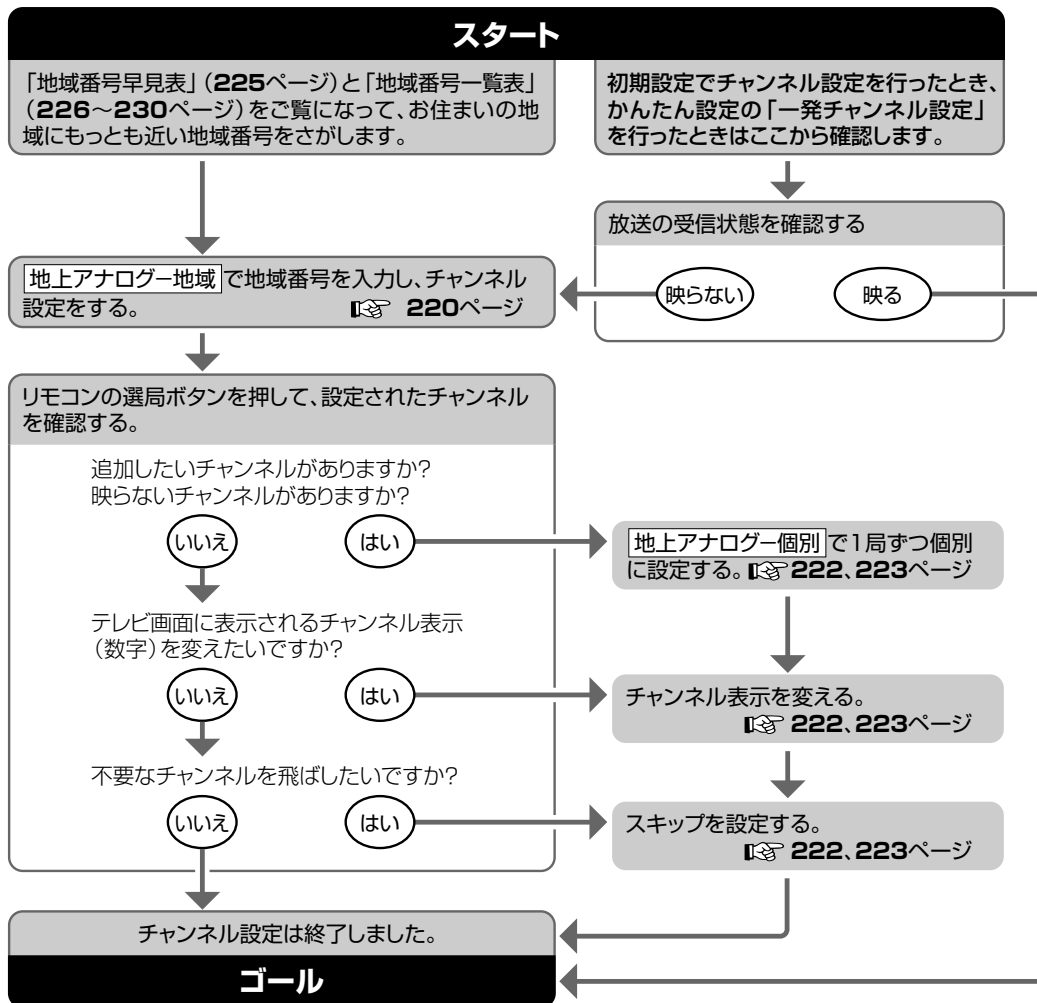 スタート
「地域番号早見表」（225ページ）と「地域番号一覧表」
（226～230ページ）をご覧になって、お住まいの地
域にもっとも近い地域番号をさがします。
初期設定でチャンネル設定を行ったとき、
かんたん設定の「一発チャンネル設定」
を行ったときはここから確認します。
放送の受信状態を確認する
映らない
映る
地上アナログー地域で地域番号を入力し、チャンネル
設定をする。 ☞ 220ページ
リモコンの選局ボタンを押して、設定されたチャンネル
を確認する。
追加したいチャンネルがありますか?
映らないチャンネルがありますか?
いいえ
はい
地上アナログー個別で1局ずつ個別
に設定する。☞ 222、223ページ
テレビ画面に表示されるチャンネル表示
（数字）を変えたいですか?
いいえ
はい
チャンネル表示を変える。
☞ 222、223ページ
不要なチャンネルを飛ばしたいですか?
いいえ
はい
スキップを設定する。
☞ 222、223ページ
チャンネル設定は終了しました。
ゴール